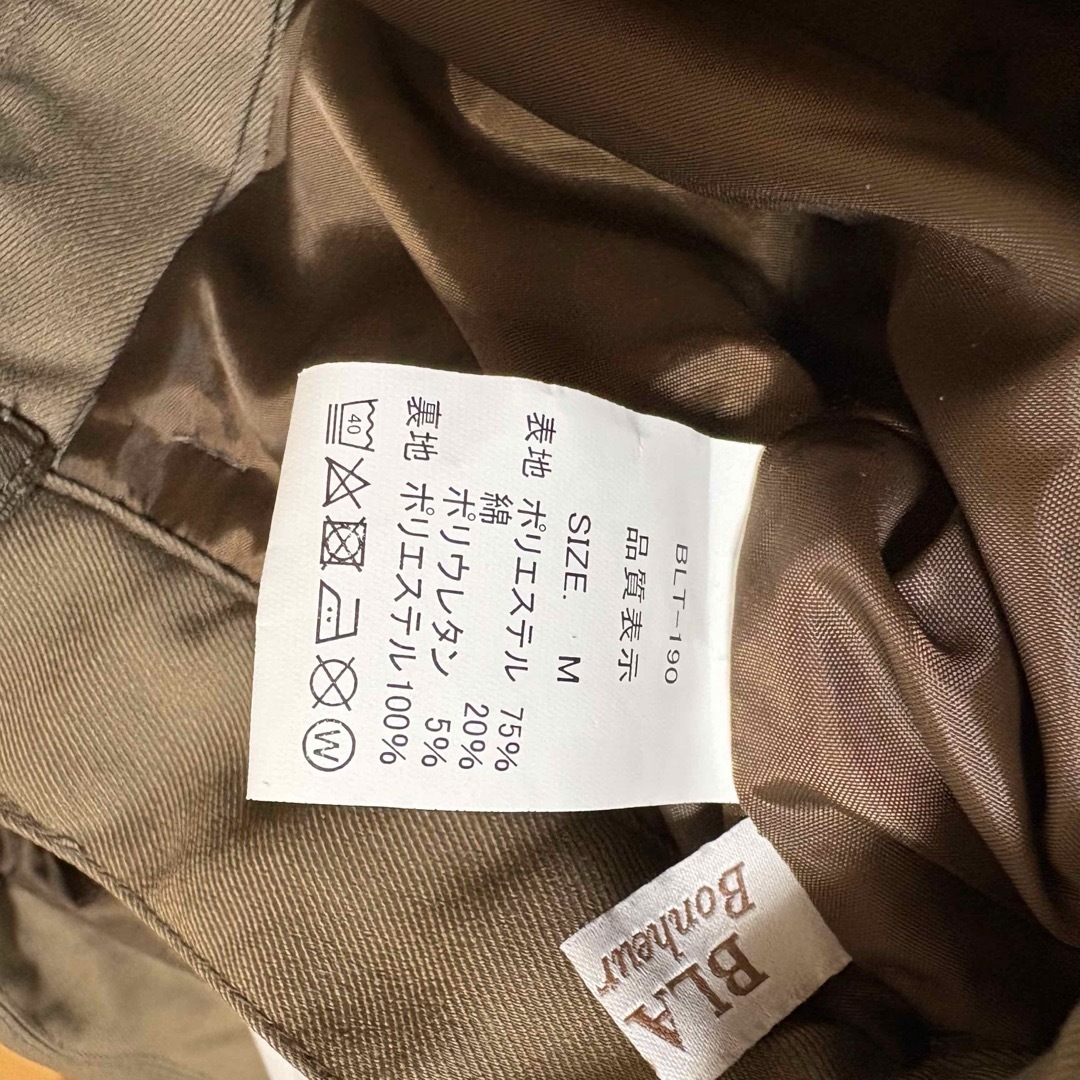 BLT-190
品質表示
SIZE. M
表地 ポリエステル 75%
綿 20%
ポリウレタン 5%
裏地 ポリエステル 100%
40
W
BLA
Bonheur